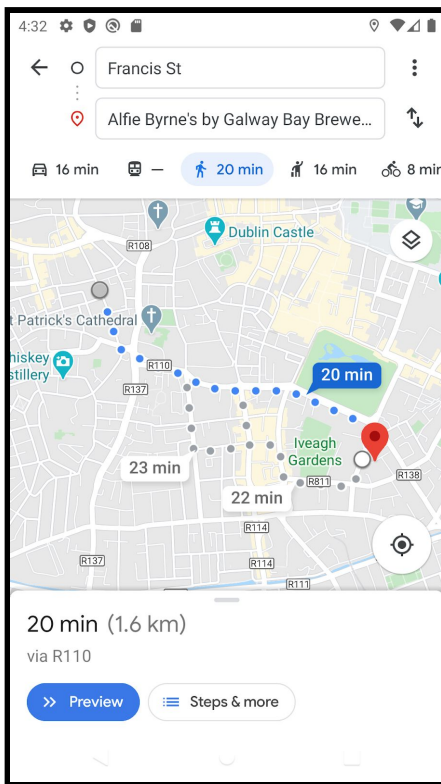 4:32
Francis St
Alfie Byrne's by Galway Bay Brewe...
16 min
—
20 min
16 min
8 min
R108
Dublin Castle
t Patrick's Cathedral
hiskey
stillery
R110
R137
20 min
23 min
Iveagh
Gardens
22 min
R811
R138
R114
R137
R114
R111
20 min (1.6 km)
via R110
Preview
Steps & more